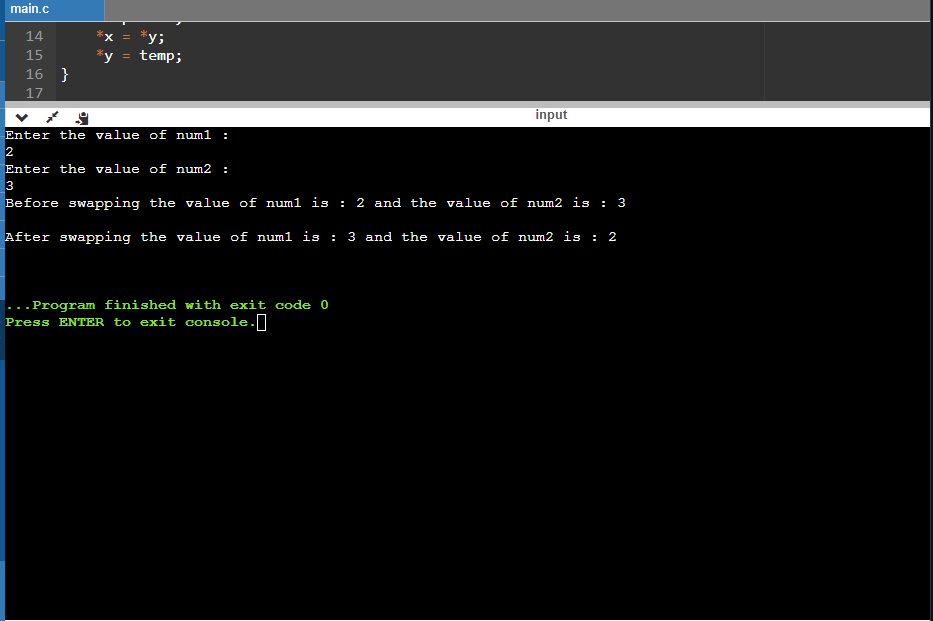 main.c
14 *x = *y;
15 *y = temp;
16 }
17
input
Enter the value of num1 :
2
Enter the value of num2 :
3
Before swapping the value of num1 is : 2 and the value of num2 is : 3
After swapping the value of num1 is : 3 and the value of num2 is : 2
...Program finished with exit code 0
Press ENTER to exit console.